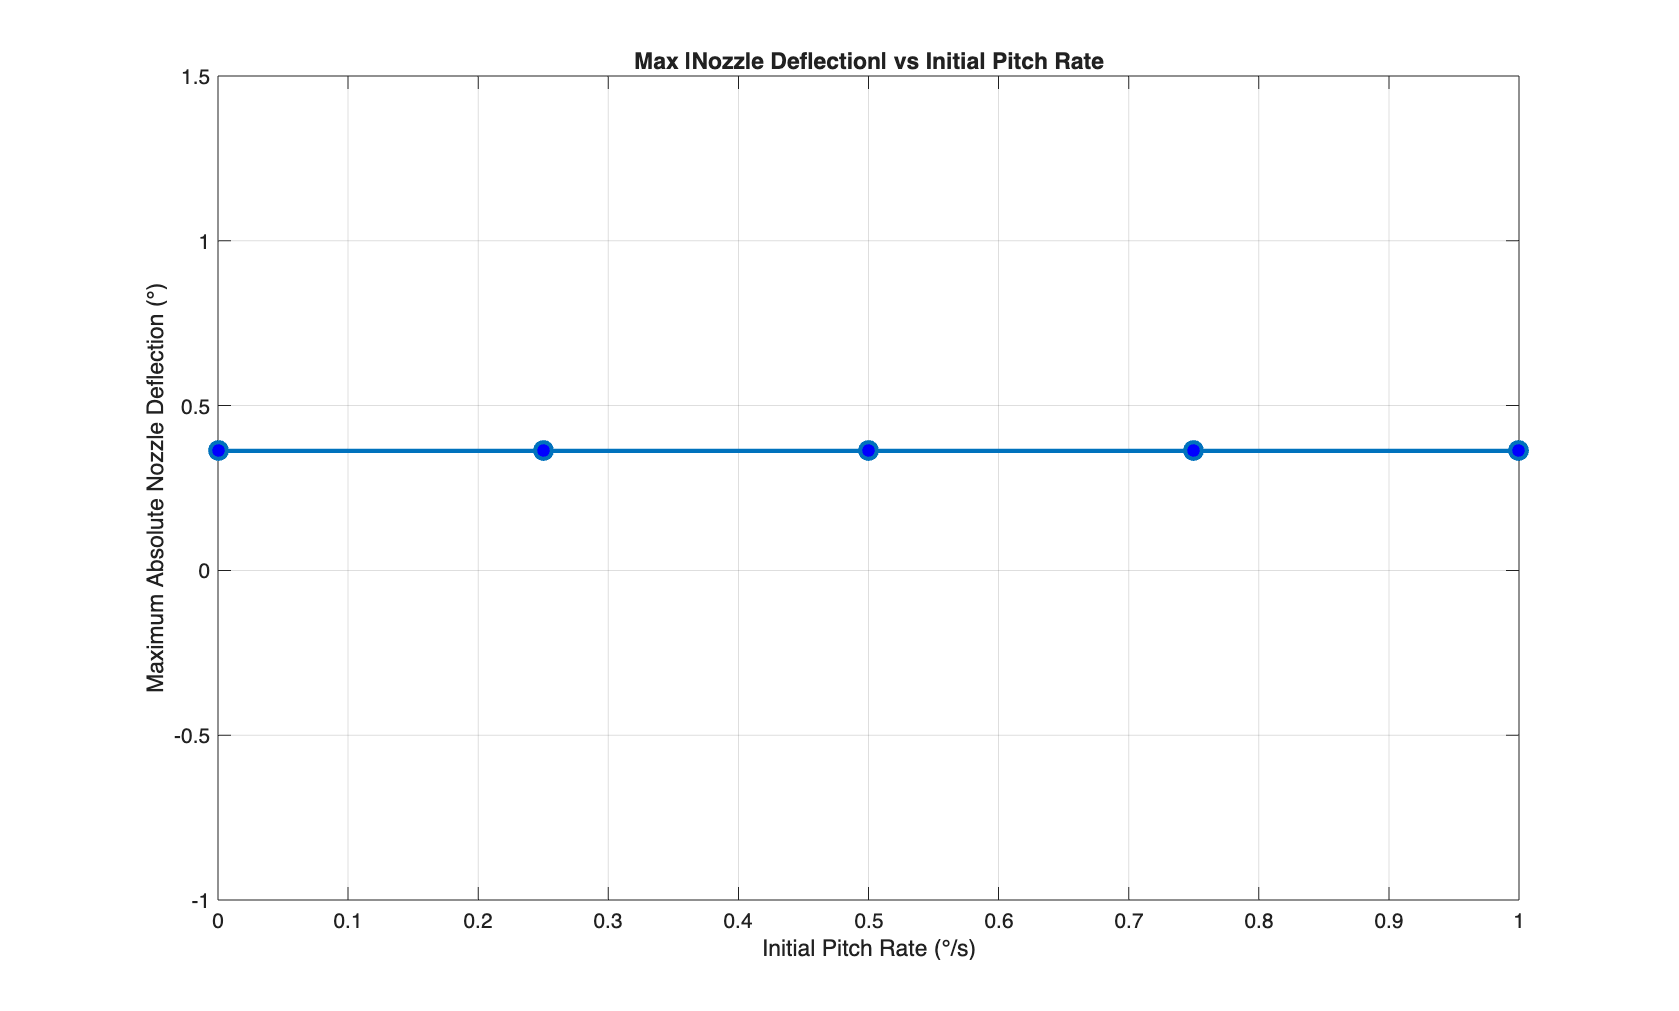 Max |Nozzle Deflection| vs Initial Pitch Rate
1.5
1
0.5
0
-0.5
-1
Maximum Absolute Nozzle Deflection (°)
0 0.1 0.2 0.3 0.4 0.5 0.6 0.7 0.8 0.9 1
Initial Pitch Rate (°/s)